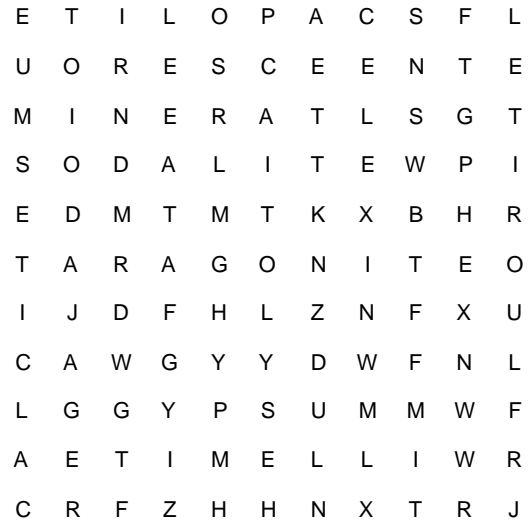 E T I L O P A C S F L
U O R E S C E E N T E
M I N E R A T L S G T
S O D A L I T E W P I
E D M T M T K X B H R
T A R A G O N I T E O
I J D F H L Z N F X U
C A W G Y Y D W F N L
L G G Y P S U M M W F
A E T I M E L L I W R
C R F Z H H N X T R J